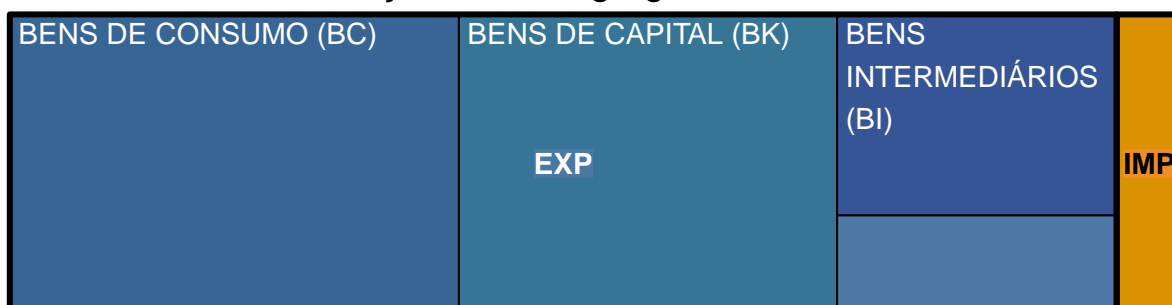 BENS DE CONSUMO (BC)
BENS DE CAPITAL (BK)
BENS
INTERMEDIÁRIOS
(BI)
EXP
IMP